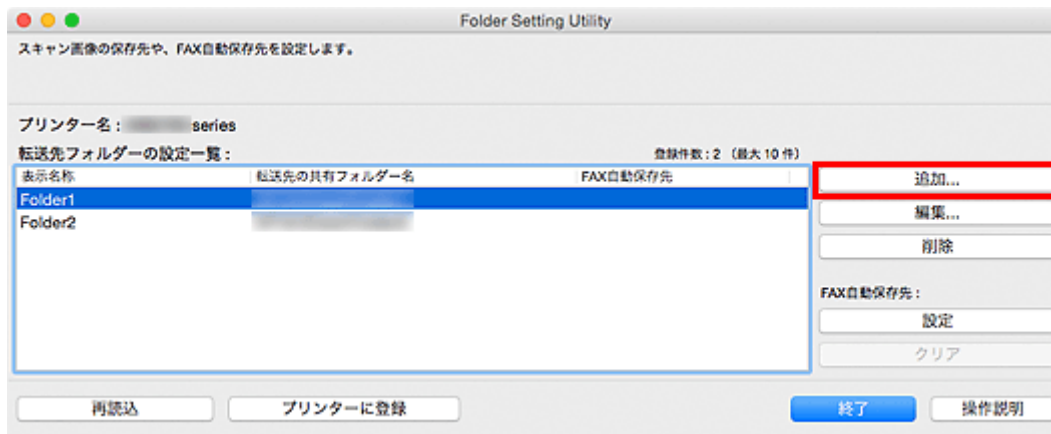 Folder Setting Utility
スキャン画像の保存先や、FAX自動保存先を設定します。
プリンター名: series
転送先フォルダーの設定一覧:
登録件数:2 (最大 10 件)
表示名称 転送先の共有フォルダー名 FAX自動保存先
Folder1
Folder2
追加...
編集...
削除
FAX自動保存先:
設定
クリア
再読込 プリンターに登録 終了 操作説明